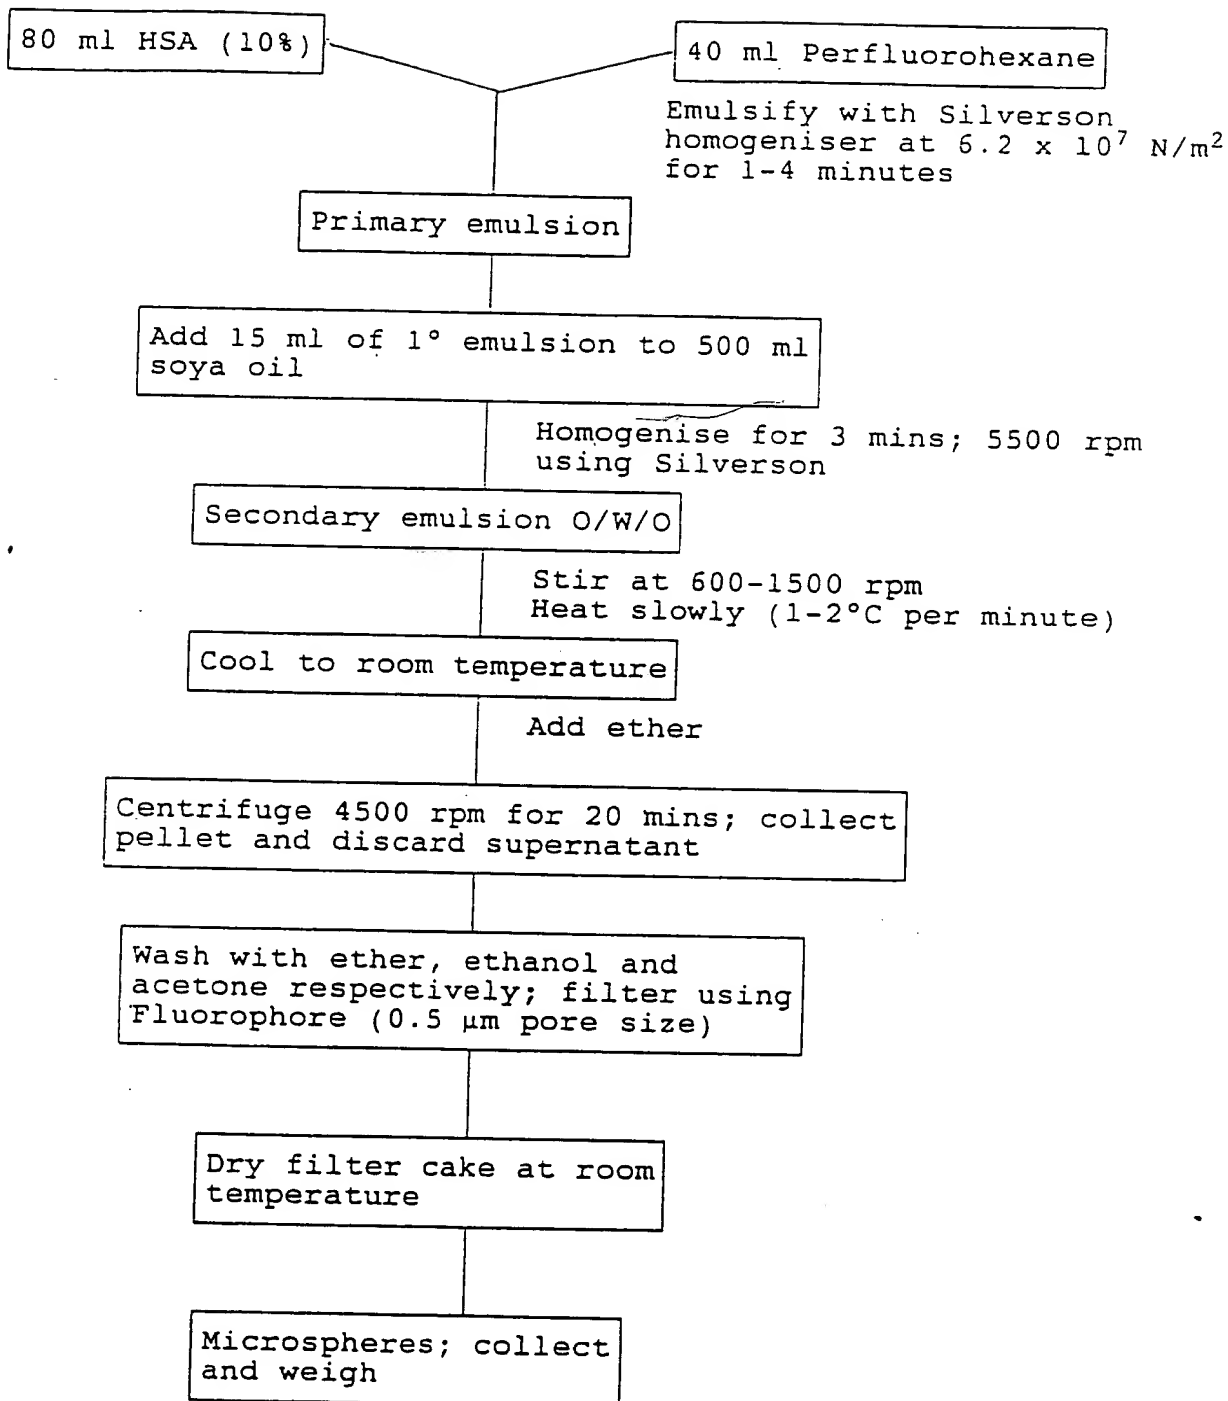 80 ml HSA (10%)
40 ml Perfluorohexane
Emulsify with Silverson
homogeniser at 6.2 x 10⁷ N/m²
for 1-4 minutes
Primary emulsion
Add 15 ml of 1° emulsion to 500 ml
soya oil
Homogenise for 3 mins; 5500 rpm
using Silverson
Secondary emulsion O/W/O
Stir at 600-1500 rpm
Heat slowly (1-2°C per minute)
Cool to room temperature
Add ether
Centrifuge 4500 rpm for 20 mins; collect
pellet and discard supernatant
Wash with ether, ethanol and
acetone respectively; filter using
Fluorophore (0.5 µm pore size)
Dry filter cake at room
temperature
Microspheres; collect
and weigh